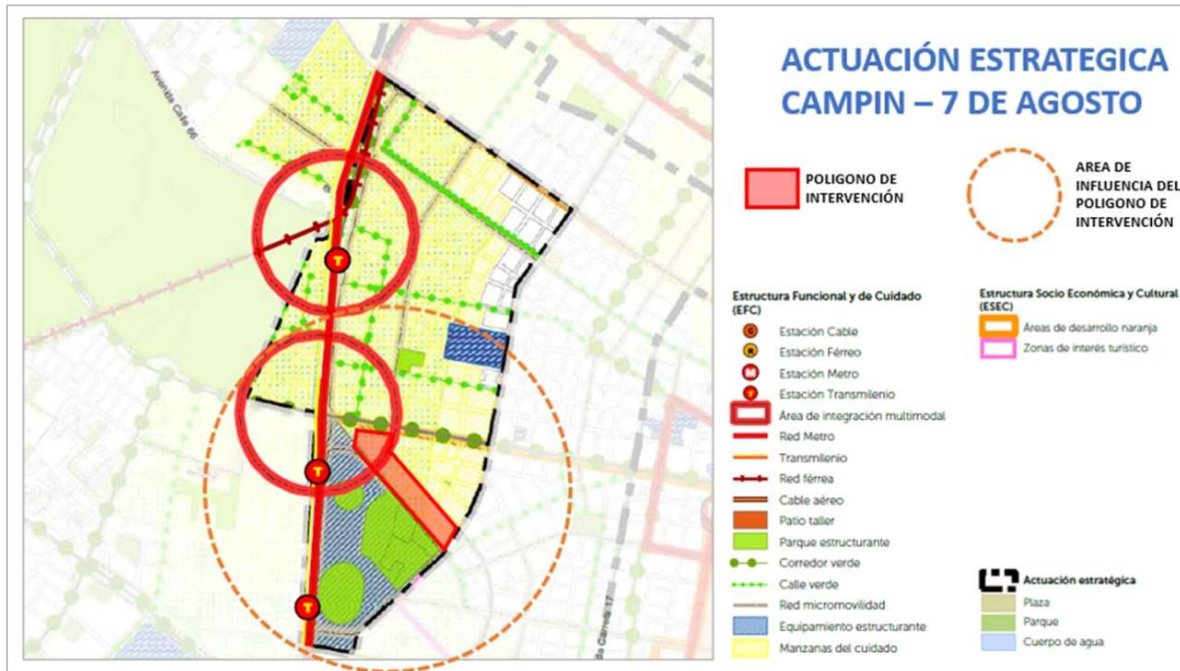 ACTUACIÓN ESTRATEGICA
CAMPIN – 7 DE AGOSTO
POLIGONO DE
INTERVENCIÓN
AREA DE
INFLUENCIA DEL
POLIGONO DE
INTERVENCIÓN
Estructura Funcional y de Cuidado
(EFC)
C
Estación Cable
R
Estación Férreo
M
Estación Metro
T
Estación Transmilenio
Área de integración multimodal
Red Metro
Transmilenio
Red férrea
Cable aéreo
Patio taller
Parque estructurante
Corredor verde
Calle verde
Red micromovilidad
Equipamiento estructurante
Manzanas del cuidado
Estructura Socio Económica y Cultural
(ESEC)
Áreas de desarrollo naranja
Zonas de interés turístico
Actuación estratégica
Plaza
Parque
Cuerpo de agua
Avenida Calle 66
T
T
T